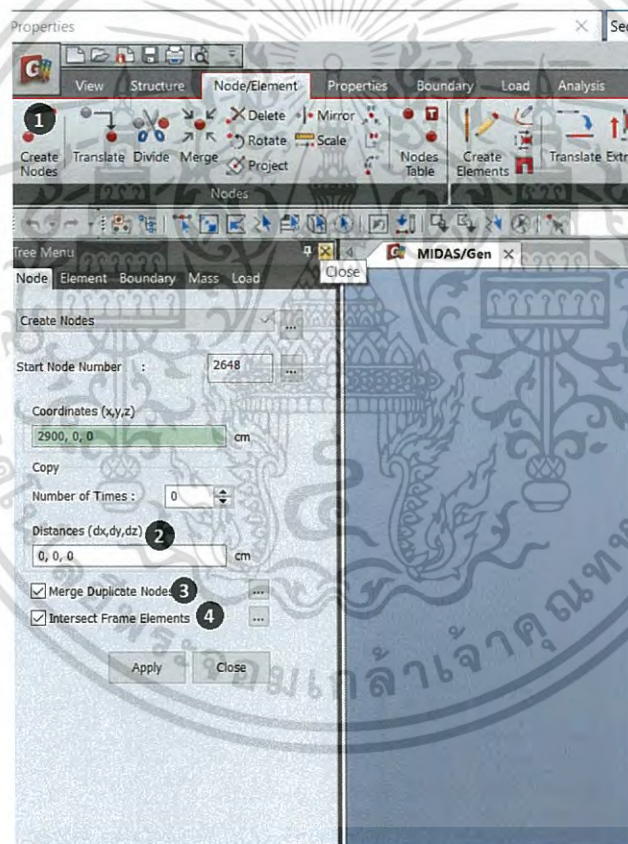 Properties × Sec
View Structure Node/Element Properties Boundary Load Analysis
1
Create Nodes
Translate Divide Merge
Delete
Rotate
Project
Mirror
Scale
Nodes Table
Create Elements
Translate Extr
Nodes
Tree Menu
Close
MIDAS/Gen ×
Node Element Boundary Mass Load
Create Nodes ...
Start Node Number : 2648 ...
Coordinates (x,y,z)
2900, 0, 0 cm
Copy
Number of Times : 0
Distances (dx,dy,dz) 2
0, 0, 0 cm
Merge Duplicate Nodes 3 ...
Intersect Frame Elements 4 ...
Apply Close